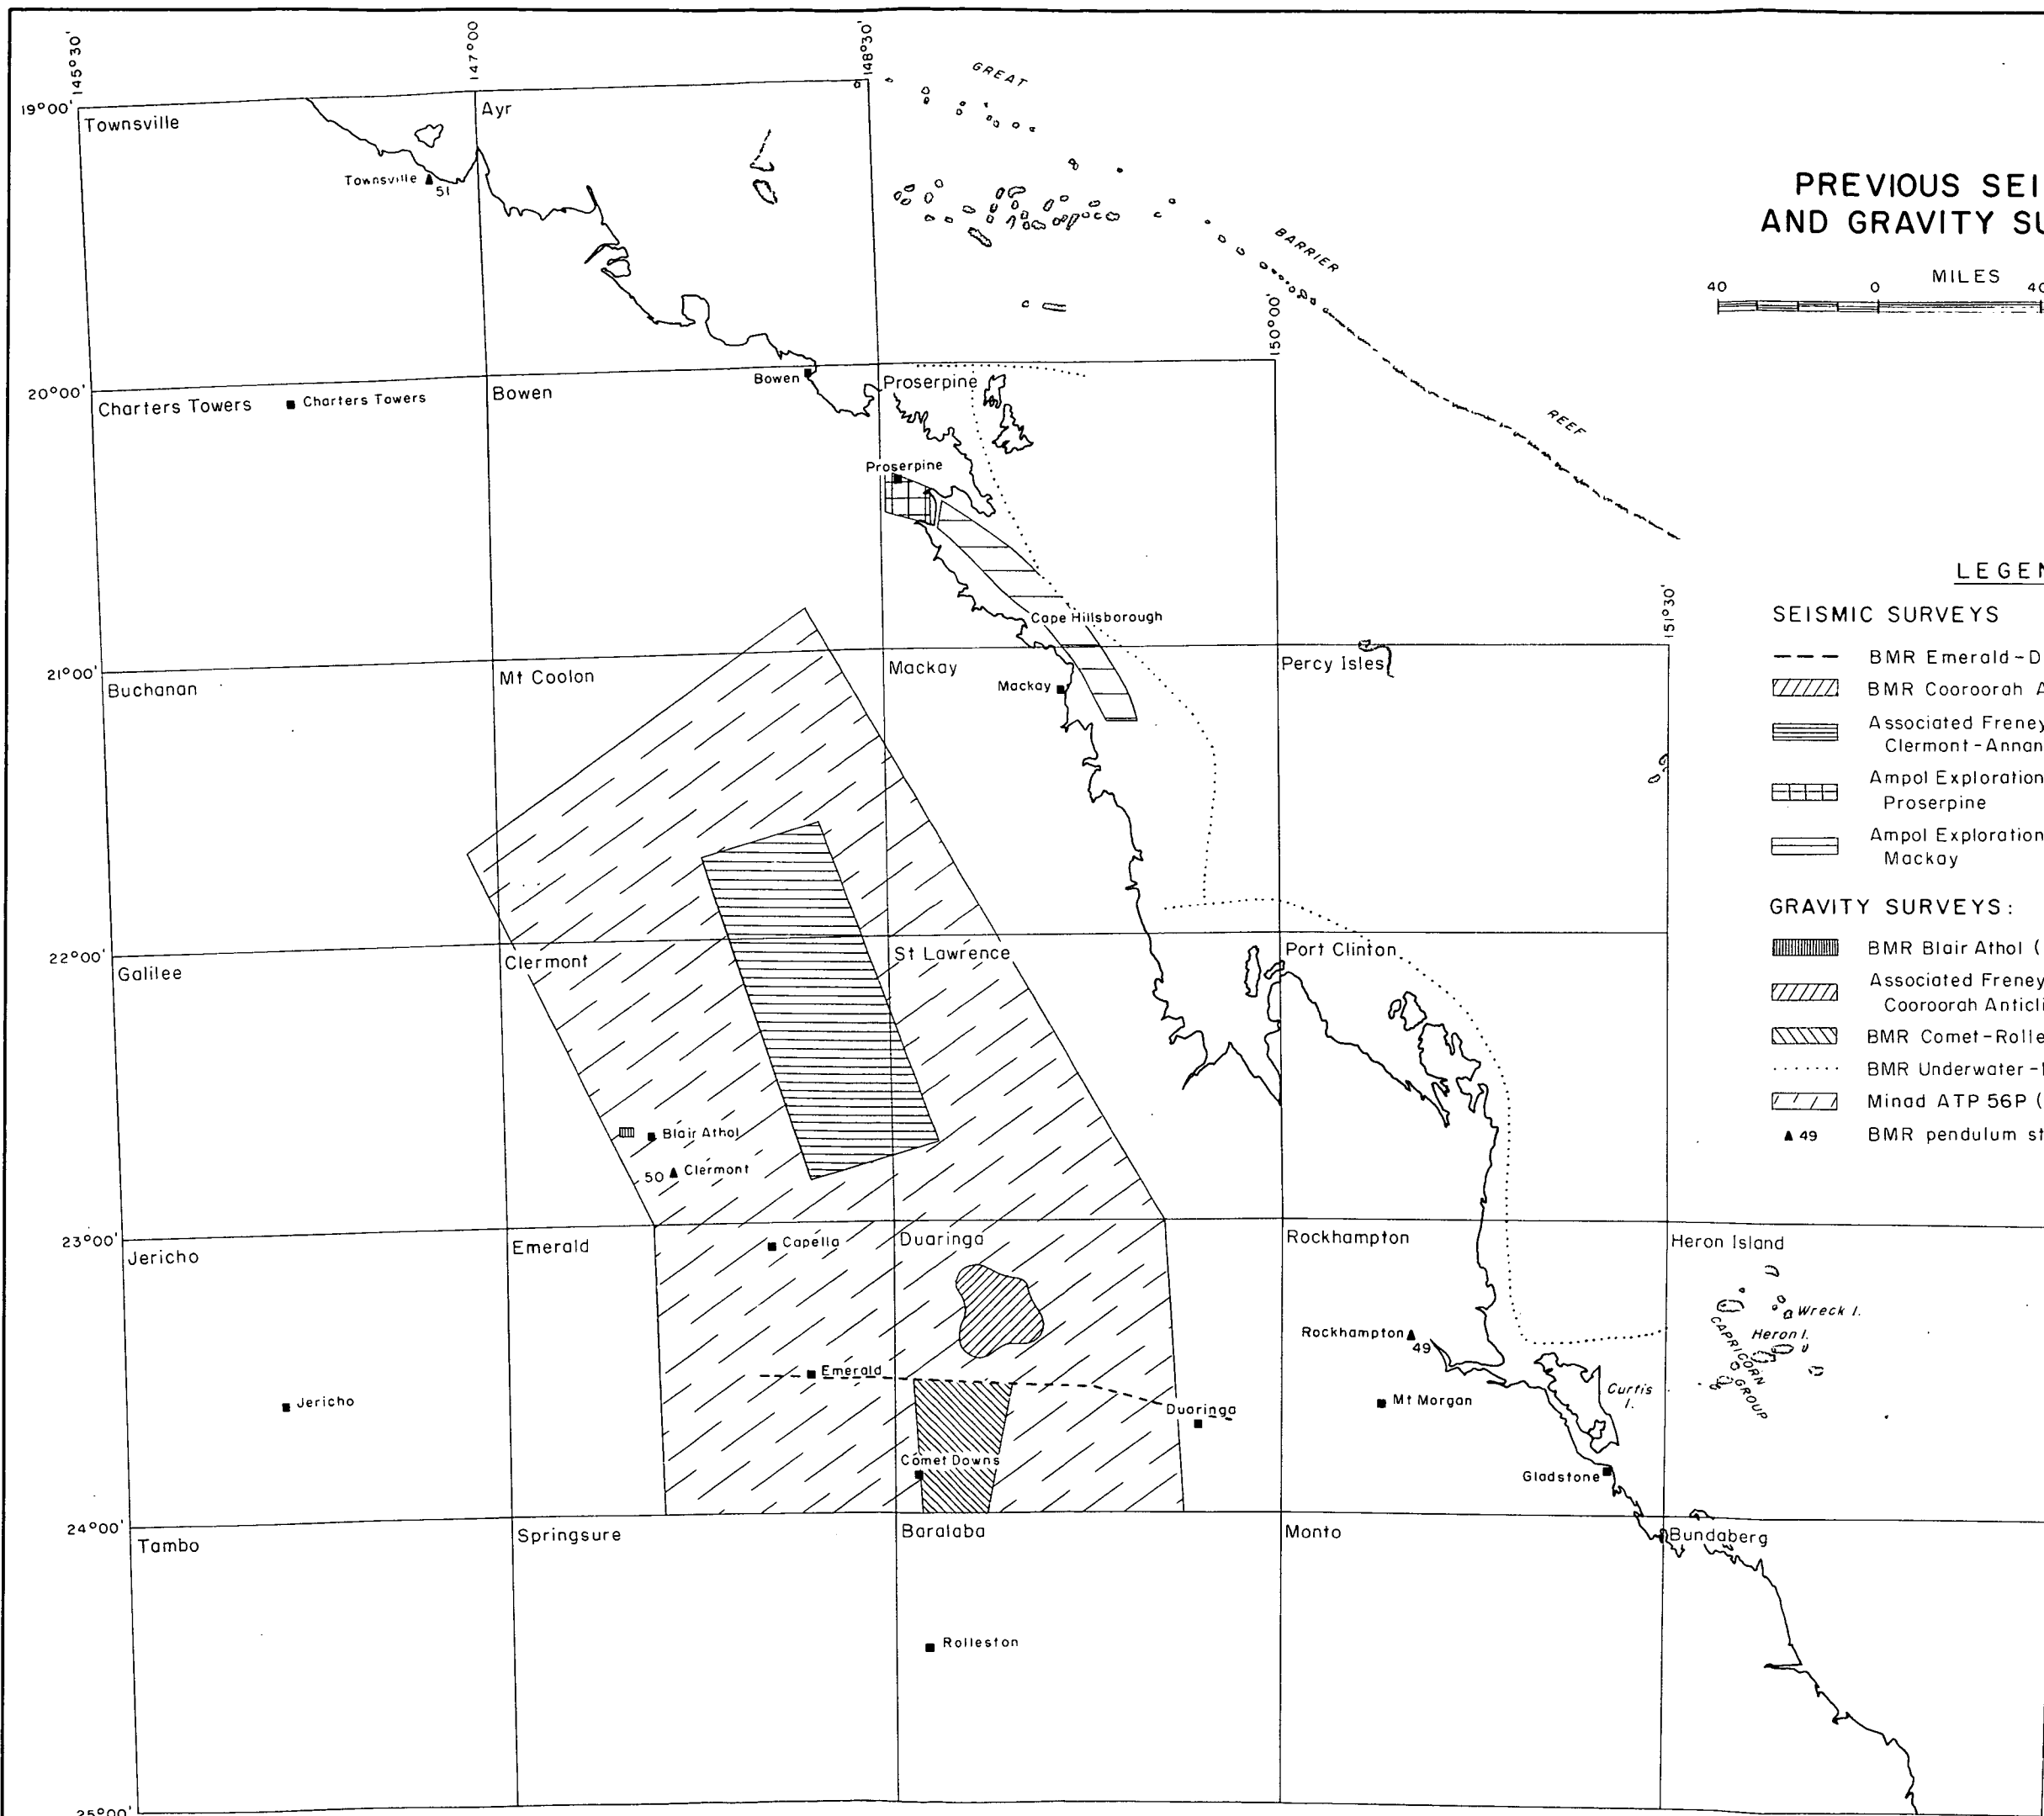 145°30'
147°00
148°30'
GREAT
19°00'
Townsville
Ayr
Townsville
51
PREVIOUS SEI
AND GRAVITY SU
BARRIER
MILES
40 0 40
150°00'
20°00'
Charters Towers
Charters Towers
Bowen
Bowen
Proserpine
REEF
Proserpine
LEGEN
151°30'
Cape Hillsborough
SEISMIC SURVEYS
BMR Emerald-D
BMR Cooroorah A
Associated Freney
Clermont-Annan
Ampol Exploration
Proserpine
Ampol Exploration
Mackay
21°00'
Buchanan
Mt Coolon
Mackay
Percy Isles
Mackay
GRAVITY SURVEYS:
BMR Blair Athol (
Associated Freney
Cooroorah Anticli
BMR Comet-Rolle
BMR Underwater-
Minad ATP 56P (
49 BMR pendulum st
22°00'
Galilee
Clermont
St Lawrence
Port Clinton
Blair Athol
50 Clermont
23°00'
Jericho
Emerald
Capella
Duaringa
Rockhampton
Heron Island
Wreck I.
Heron I.
CAPRICORN
GROUP
Rockhampton
49
Emerald
Jericho
Duaringa
Mt Morgan
Curtis
I.
Comet Downs
Gladstone
24°00'
Tambo
Springsure
Baralaba
Monto
Bundaberg
Rolleston
25°00'